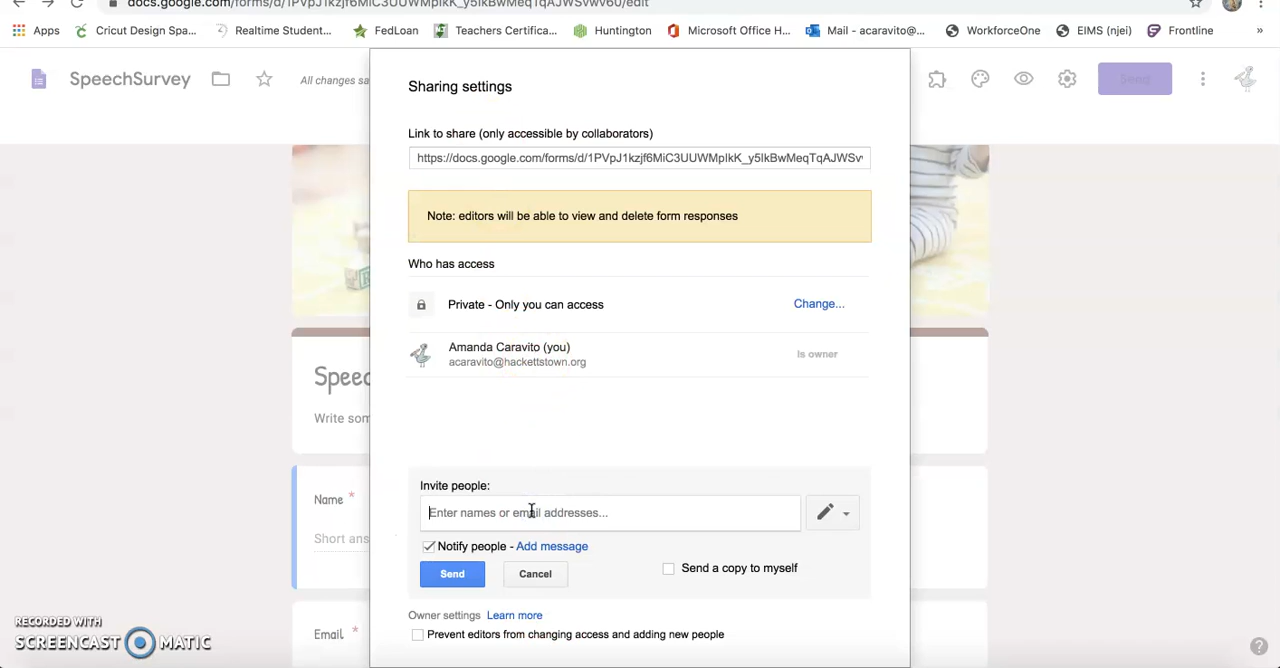 docs.google.com/forms/d/1PVpJ1kzjf6MiC3UUWMpIkK_y5lkBwMeqTqAJWSvwv60/edit
Apps Cricut Design Spa... Realtime Student... FedLoan Teachers Certifica... Huntington Microsoft Office H... Mail - acaravito@... WorkforceOne EIMS (njei) Frontline »
SpeechSurvey All changes sa Send
Sharing settings
Link to share (only accessible by collaborators)
https://docs.google.com/forms/d/1PVpJ1kzjf6MiC3UUWMpIkK_y5lkBwMeqTqAJWSv
Note: editors will be able to view and delete form responses
Who has access
Private - Only you can access Change...
Amanda Caravito (you)
acaravito@hackettstown.org Is owner
Speec
Write som
Invite people:
Name *
Enter names or email addresses...
Short ans
Notify people - Add message
Send a copy to myself
Send Cancel
Owner settings Learn more
Email *
Prevent editors from changing access and adding new people
RECORDED WITH
SCREENCAST MATIC